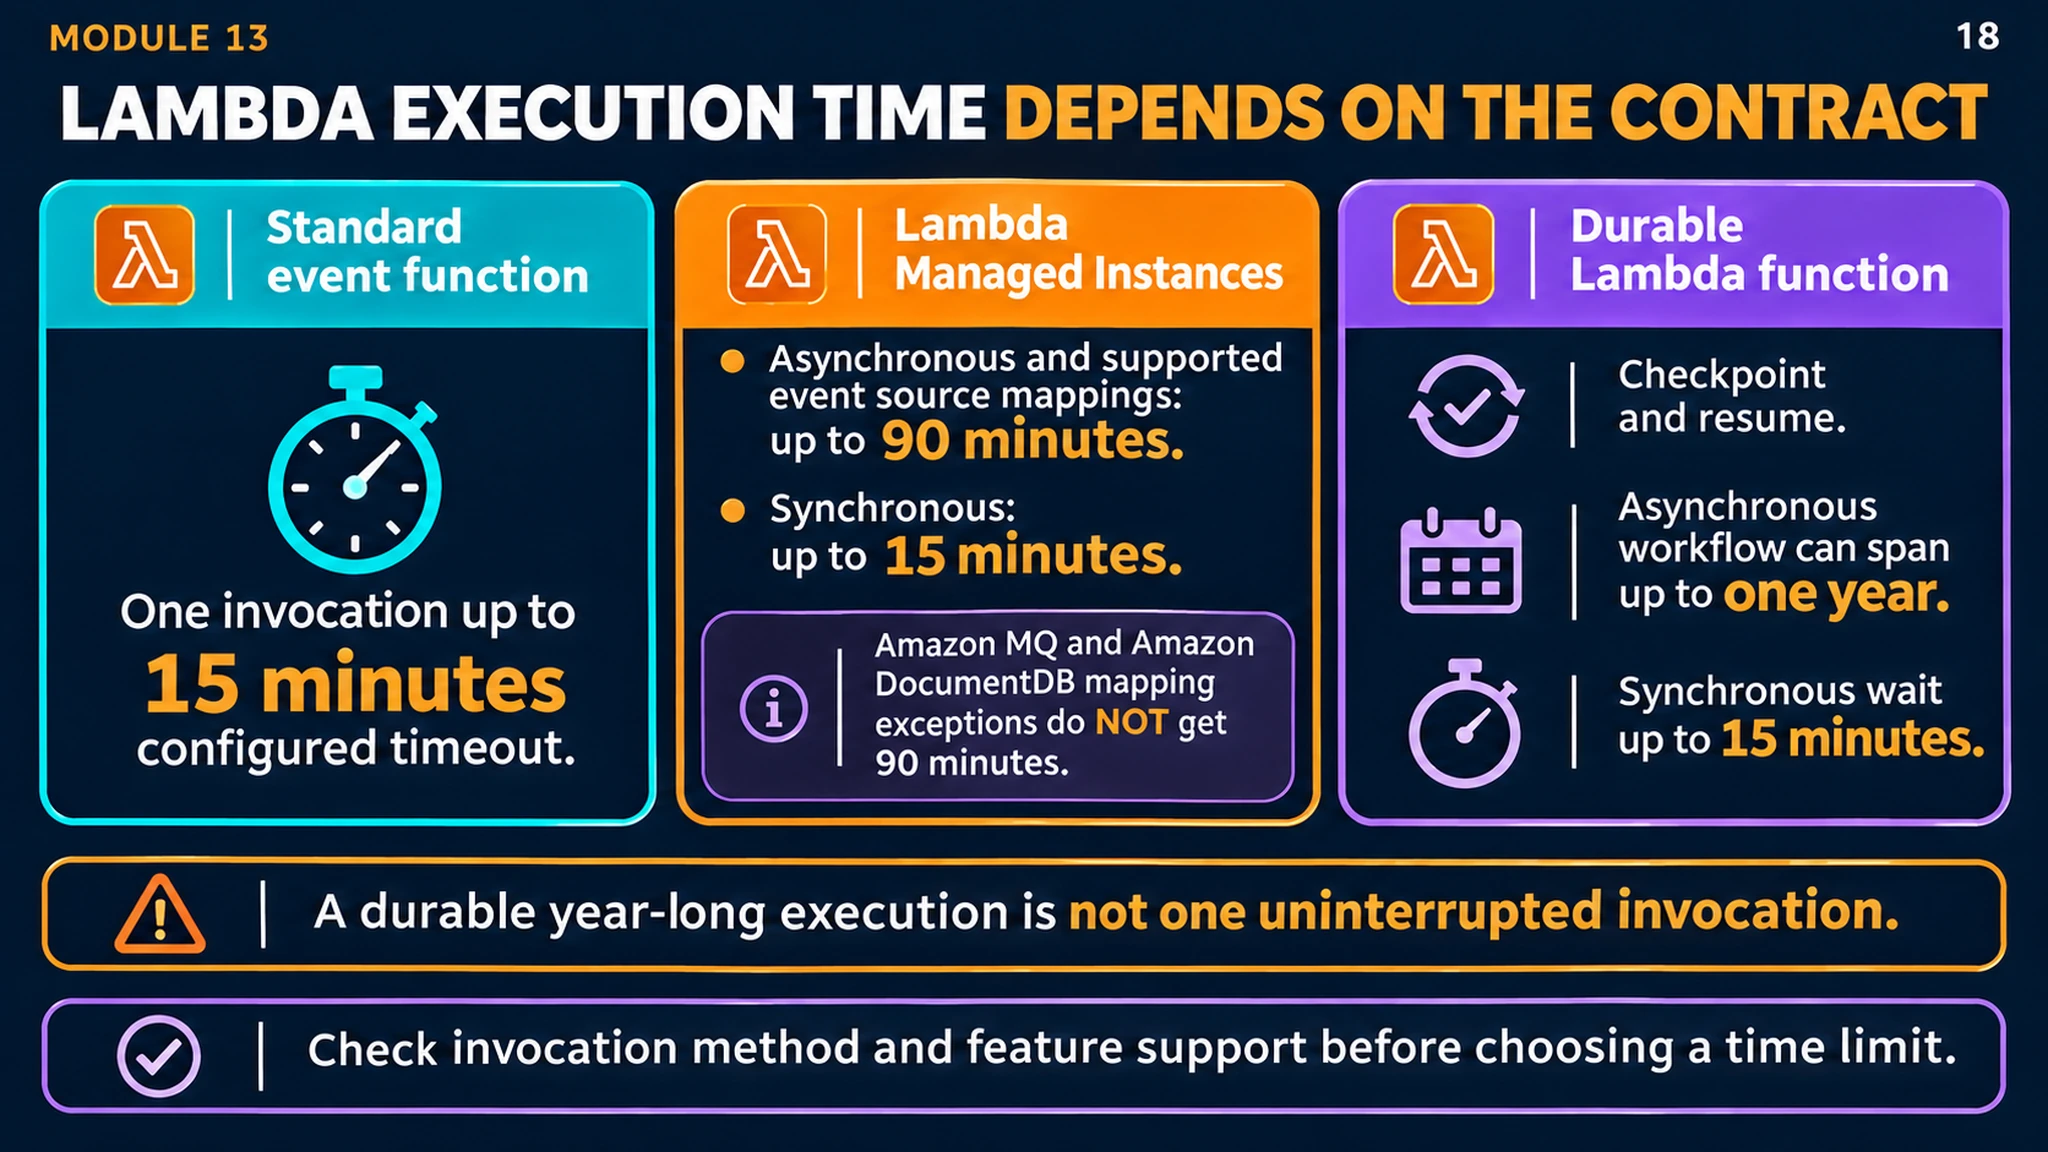 MODULE 13
18
LAMBDA EXECUTION TIME DEPENDS ON THE CONTRACT
Standard
event function
One invocation up to
15 minutes
configured timeout.
Lambda
Managed Instances
Asynchronous and supported
event source mappings:
up to 90 minutes.
Synchronous:
up to 15 minutes.
Amazon MQ and Amazon
DocumentDB mapping
exceptions do NOT get
90 minutes.
Durable
Lambda function
Checkpoint
and resume.
Asynchronous
workflow can span
up to one year.
Synchronous wait
up to 15 minutes.
A durable year-long execution is not one uninterrupted invocation.
Check invocation method and feature support before choosing a time limit.